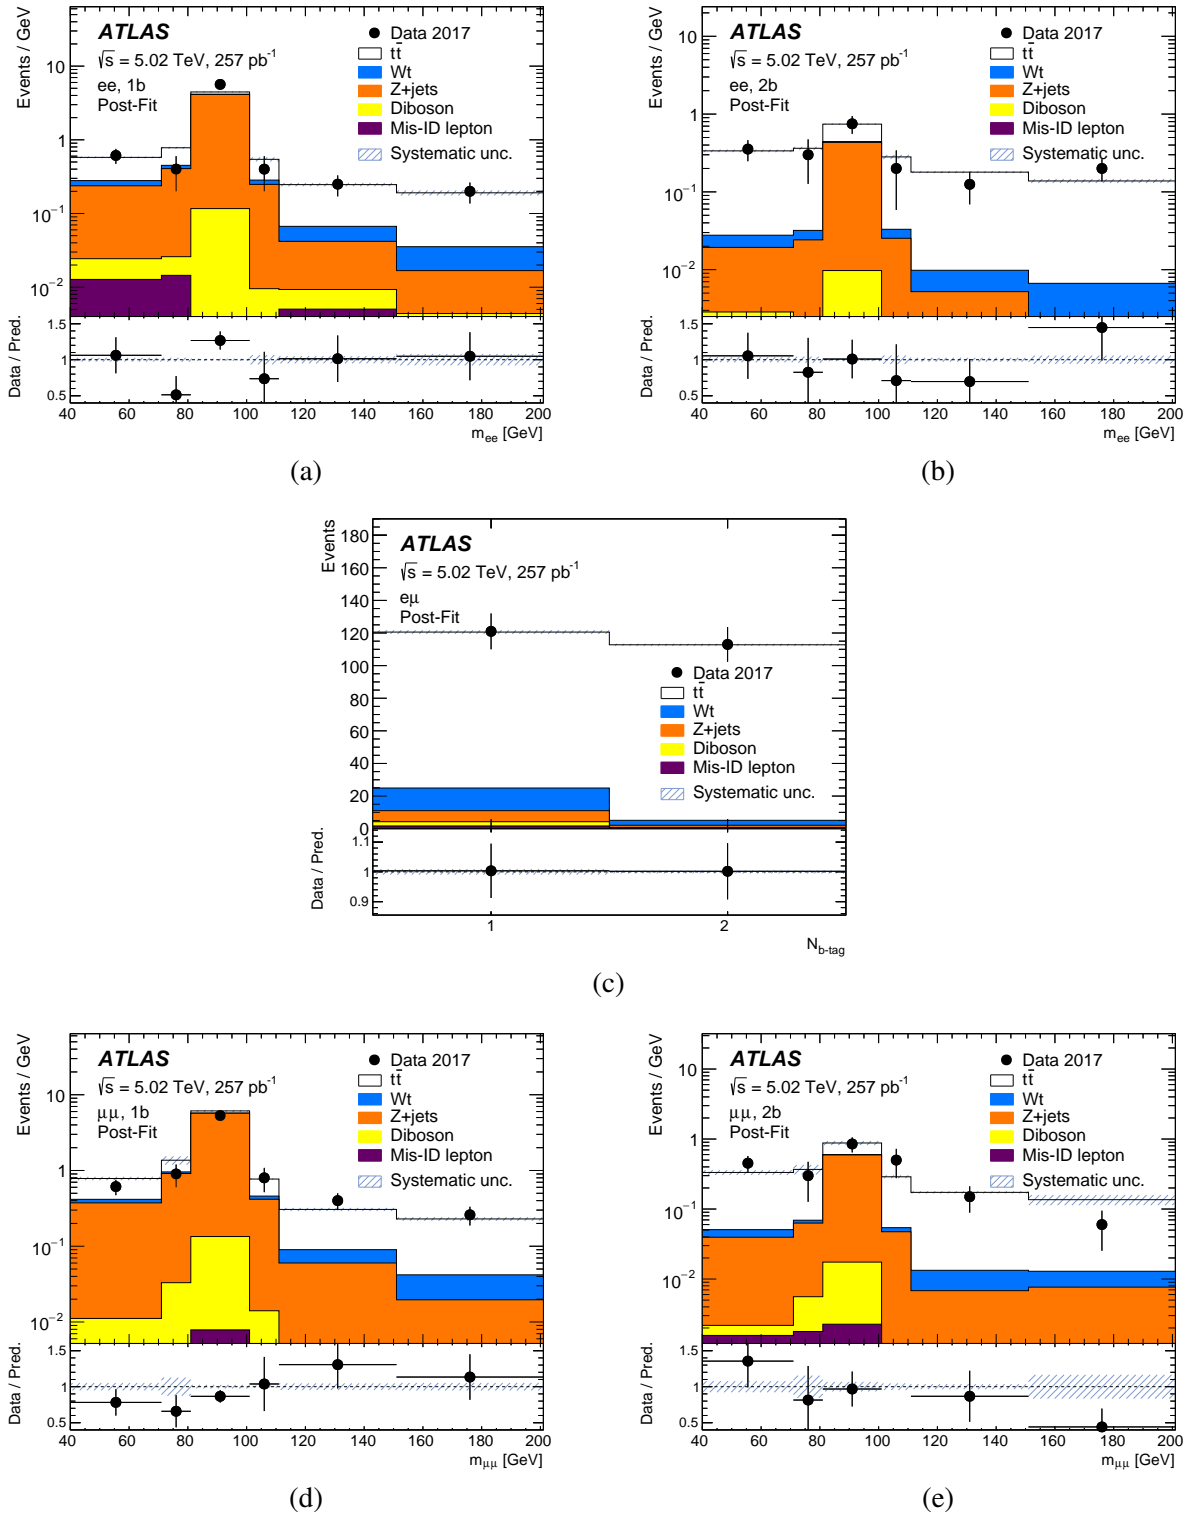 Events / GeV
10
1
10⁻¹
10⁻²
ATLAS
√s = 5.02 TeV, 257 pb⁻¹
ee, 1b
Post-Fit
Data 2017
tt̄
Wt
Z+jets
Diboson
Mis-ID lepton
Systematic unc.
Data / Pred.
1.5
1
0.5
40 60 80 100 120 140 160 180 200
m_ee [GeV]
(a)
Events / GeV
10
1
10⁻¹
10⁻²
ATLAS
√s = 5.02 TeV, 257 pb⁻¹
ee, 2b
Post-Fit
Data 2017
tt̄
Wt
Z+jets
Diboson
Mis-ID lepton
Systematic unc.
Data / Pred.
1.5
1
0.5
40 60 80 100 120 140 160 180 200
m_ee [GeV]
(b)
Events
180
160
140
120
100
80
60
40
20
0
ATLAS
√s = 5.02 TeV, 257 pb⁻¹
eμ
Post-Fit
Data 2017
tt̄
Wt
Z+jets
Diboson
Mis-ID lepton
Systematic unc.
Data / Pred.
1.1
1
0.9
1 2
N_b-tag
(c)
Events / GeV
10
1
10⁻¹
10⁻²
ATLAS
√s = 5.02 TeV, 257 pb⁻¹
μμ, 1b
Post-Fit
Data 2017
tt̄
Wt
Z+jets
Diboson
Mis-ID lepton
Systematic unc.
Data / Pred.
1.5
1
0.5
40 60 80 100 120 140 160 180 200
m_μμ [GeV]
(d)
Events / GeV
10
1
10⁻¹
10⁻²
ATLAS
√s = 5.02 TeV, 257 pb⁻¹
μμ, 2b
Post-Fit
Data 2017
tt̄
Wt
Z+jets
Diboson
Mis-ID lepton
Systematic unc.
Data / Pred.
1.5
1
0.5
40 60 80 100 120 140 160 180 200
m_μμ [GeV]
(e)